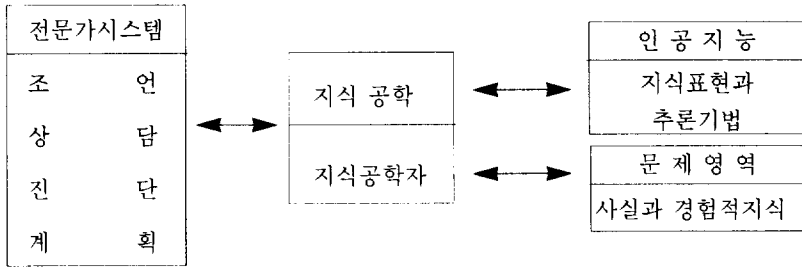 전문가시스템
조 언
상 담
진 단
계 획
지식 공학
지식공학자
인 공 지 능
지식표현과
추론기법
문 제 영 역
사실과 경험적지식